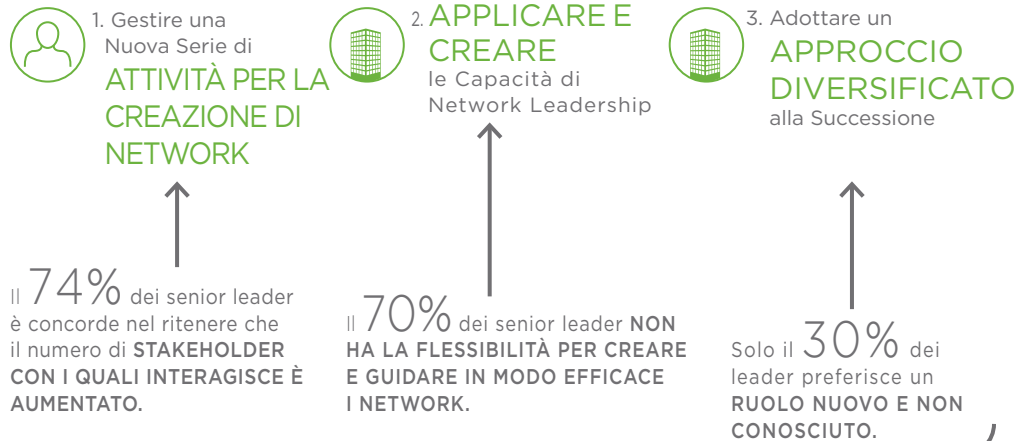 1. Gestire una
Nuova Serie di
ATTIVITÀ PER LA
CREAZIONE DI
NETWORK
Il 74% dei senior leader
è concorde nel ritenere che
il numero di STAKEHOLDER
CON I QUALI INTERAGISCE È
AUMENTATO.
2. APPLICARE E
CREARE
le Capacità di
Network Leadership
Il 70% dei senior leader NON
HA LA FLESSIBILITÀ PER CREARE
E GUIDARE IN MODO EFFICACE
I NETWORK.
3. Adottare un
APPROCCIO
DIVERSIFICATO
alla Successione
Solo il 30% dei
leader preferisce un
RUOLO NUOVO E NON
CONOSCIUTO.